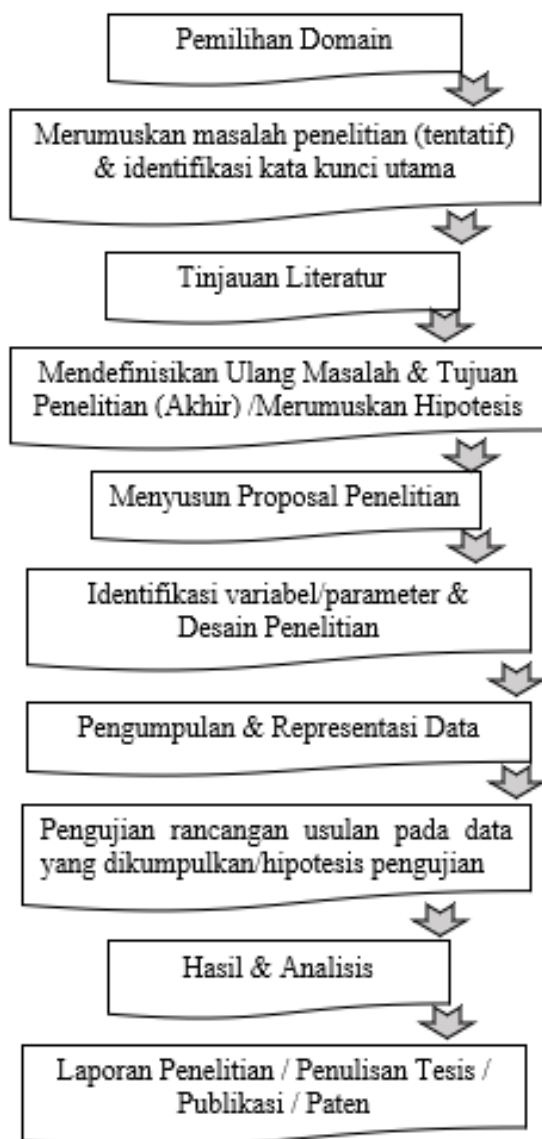 Pemilihan Domain
Merumuskan masalah penelitian (tentatif)
& identifikasi kata kunci utama
Tinjauan Literatur
Mendefinisikan Ulang Masalah & Tujuan
Penelitian (Akhir) /Merumuskan Hipotesis
Menyusun Proposal Penelitian
Identifikasi variabel/parameter &
Desain Penelitian
Pengumpulan & Representasi Data
Pengujian rancangan usulan pada data
yang dikumpulkan/hipotesis pengujian
Hasil & Analisis
Laporan Penelitian / Penulisan Tesis /
Publikasi / Paten